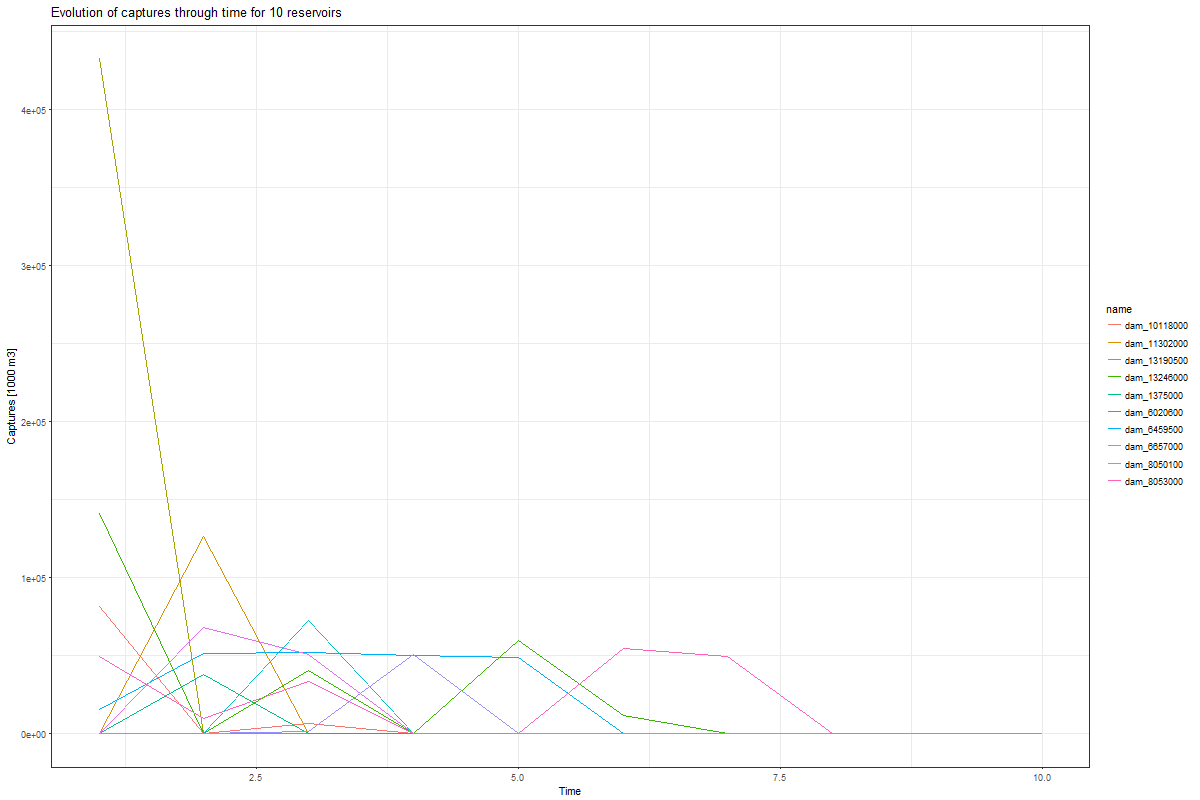 Evolution of captures through time for 10 reservoirs
Captures [1000 m3]
4e+05
3e+05
2e+05
1e+05
0e+00
2.5
5.0
7.5
10.0
Time
name
dam_10118000
dam_11302000
dam_13190500
dam_13246000
dam_1375000
dam_6020600
dam_6459500
dam_6657000
dam_8050100
dam_8053000